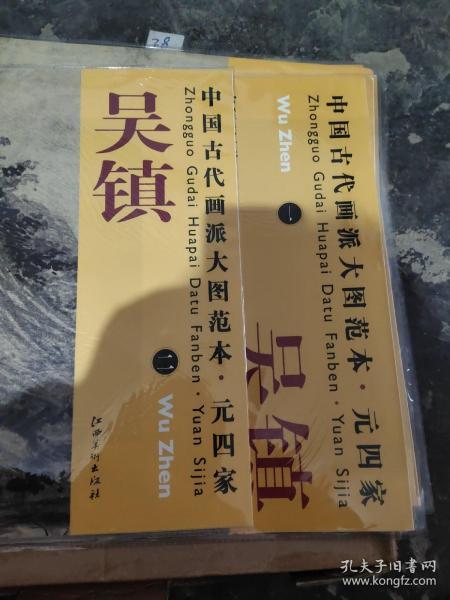 28
吴镇
中国古代画派大图范本·元四家
Zhongguo Gudai Huapai Datu Fanben · Yuan Sijia
二
Wu Zhen
江西美术出版社
中国古代画派大图范本·元四家
Zhongguo Gudai Huapai Datu Fanben · Yuan Sijia
Wu Zhen
一
吴镇
孔夫子旧书网
www.kongfz.com